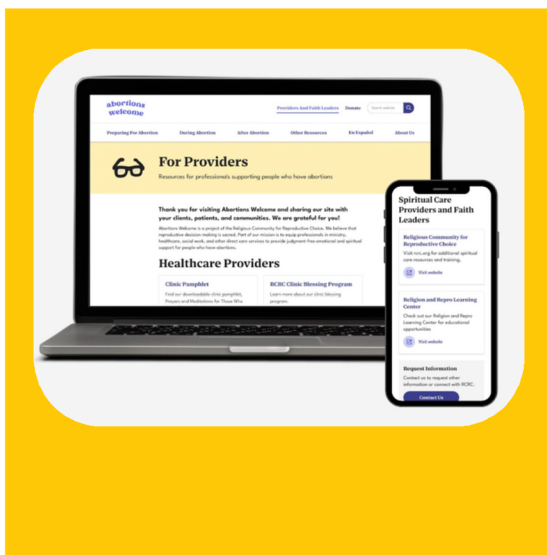 abortions
welcome
Providers And Faith Leaders Donate Search website
Preparing For Abortion During Abortion After Abortion Other Resources En Español About Us
For Providers
Resources for professionals supporting people who have abortions
Thank you for visiting Abortions Welcome and sharing our site with
your clients, patients, and communities. We are grateful for you!
Abortions Welcome is a project of the Religious Community for Reproductive Choice. We believe that
reproductive decision-making is sacred. Part of our mission is to equip professionals in ministry,
healthcare, social work, and other direct care services to provide judgment-free emotional and spiritual
support for people who have abortions.
Healthcare Providers
Clinic Pamphlet
Find our downloadable clinic pamphlet,
Prayers and Meditations for Those Who
RCRC Clinic Blessing Program
Learn more about our clinic blessing
program.
Spiritual Care
Providers and Faith
Leaders
Religious Community for
Reproductive Choice
Visit rcrc.org for additional spiritual
care resources and training.
Visit website
Religion and Repro Learning
Center
Check out our Religion and Repro
Learning Center for educational
opportunities
Visit website
Request Information
Contact us to request other
information or connect with RCRC.
Contact Us